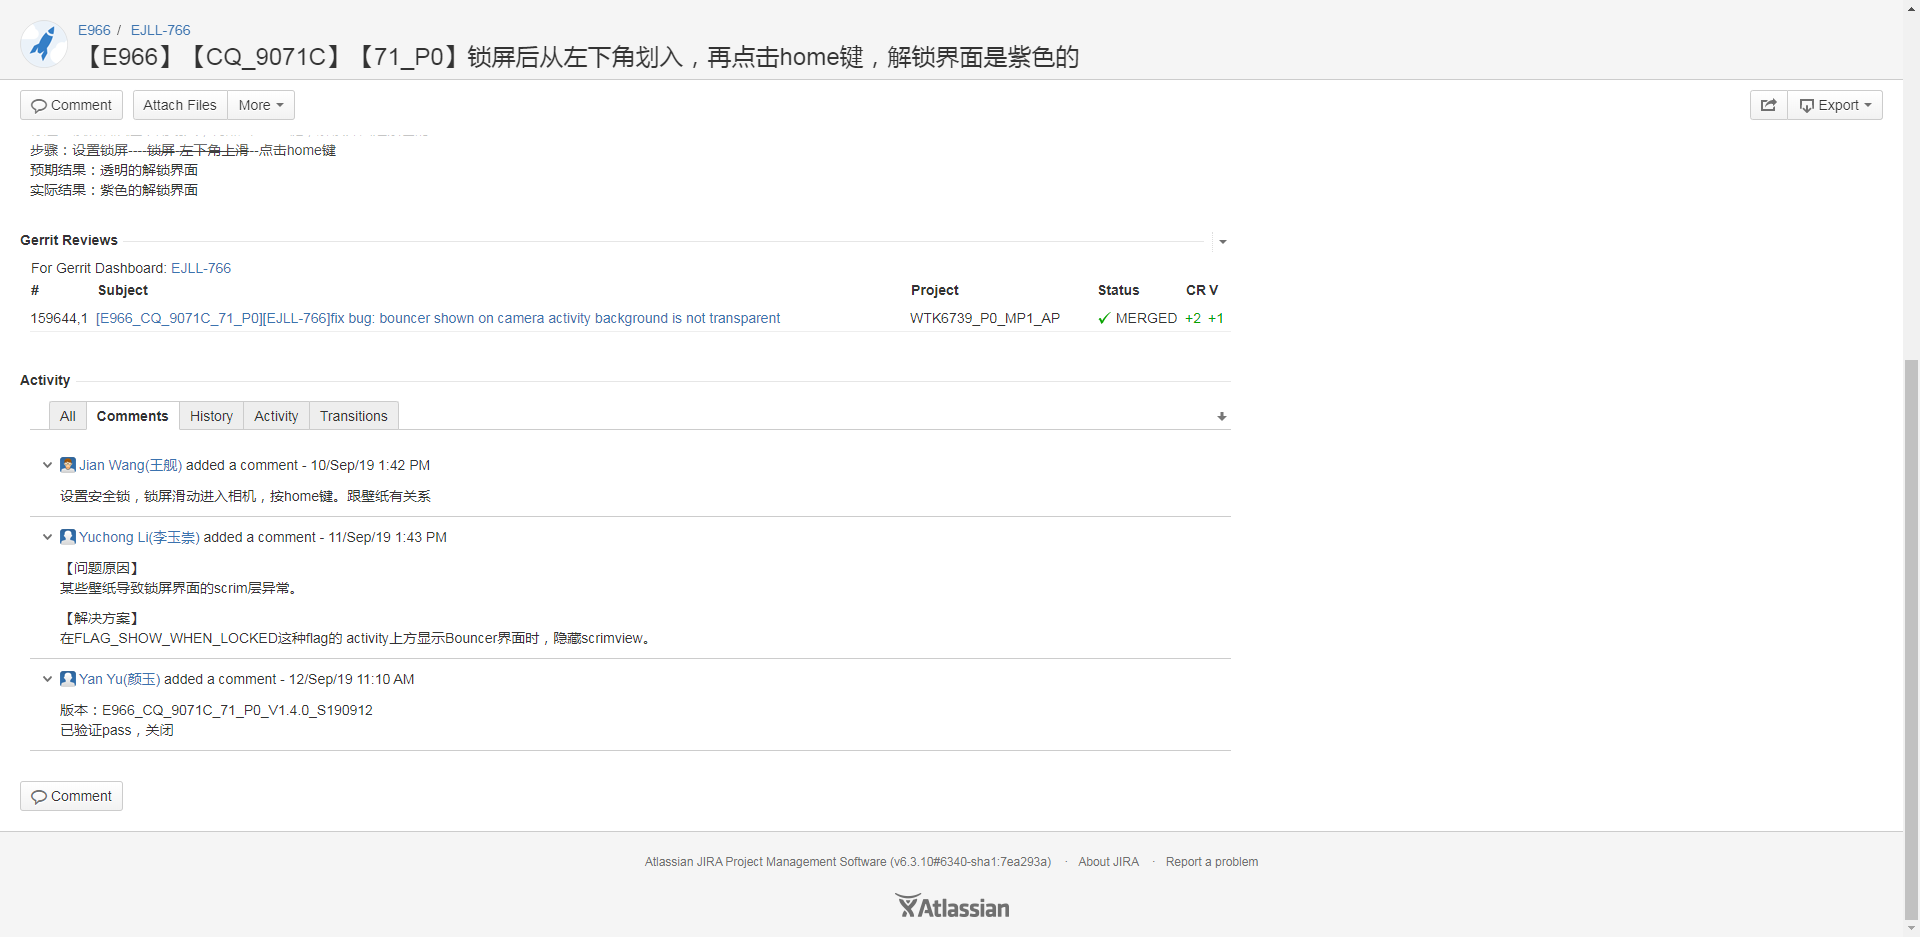 E966 / EJLL-766
【E966】【CQ_9071C】【71_P0】锁屏后从左下角划入，再点击home键，解锁界面是紫色的
Comment Attach Files More Export
步骤：设置锁屏----锁屏-左下角上滑--点击home键
预期结果：透明的解锁界面
实际结果：紫色的解锁界面
Gerrit Reviews
For Gerrit Dashboard: EJLL-766
# Subject Project Status CR V
159644,1 [E966_CQ_9071C_71_P0][EJLL-766]fix bug: bouncer shown on camera activity background is not transparent WTK6739_P0_MP1_AP MERGED +2 +1
Activity
All Comments History Activity Transitions
Jian Wang(王舰) added a comment - 10/Sep/19 1:42 PM
设置安全锁，锁屏滑动进入相机，按home键。跟壁纸有关系
Yuchong Li(李玉崇) added a comment - 11/Sep/19 1:43 PM
【问题原因】
某些壁纸导致锁屏界面的scrim层异常。
【解决方案】
在FLAG_SHOW_WHEN_LOCKED这种flag的 activity上方显示Bouncer界面时，隐藏scrimview。
Yan Yu(颜玉) added a comment - 12/Sep/19 11:10 AM
版本：E966_CQ_9071C_71_P0_V1.4.0_S190912
已验证pass，关闭
Comment
Atlassian JIRA Project Management Software (v6.3.10#6340-sha1:7ea293a) · About JIRA · Report a problem
Atlassian